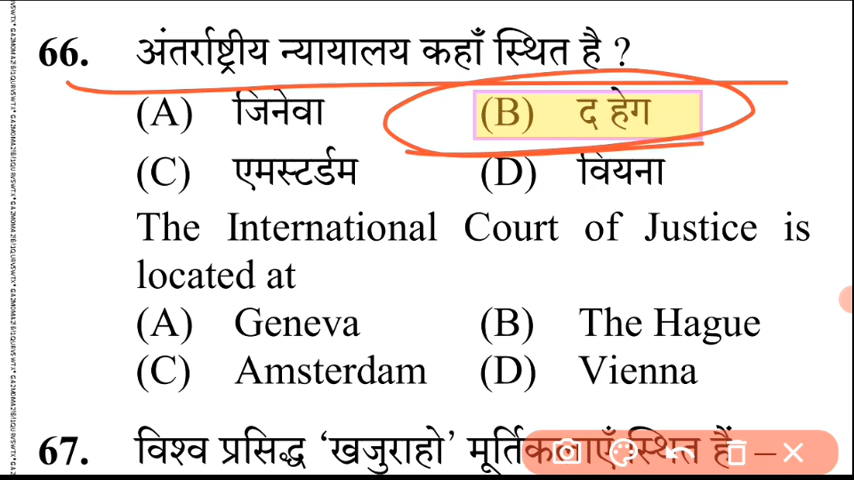 66. अंतर्राष्ट्रीय न्यायालय कहाँ स्थित है ?
(A) जिनेवा (B) द हेग
(C) एमस्टर्डम (D) वियना
The International Court of Justice is
located at
(A) Geneva (B) The Hague
(C) Amsterdam (D) Vienna
67. विश्व प्रसिद्ध ‘खजुराहो’ मूर्तिकलाएँ स्थित हैं –